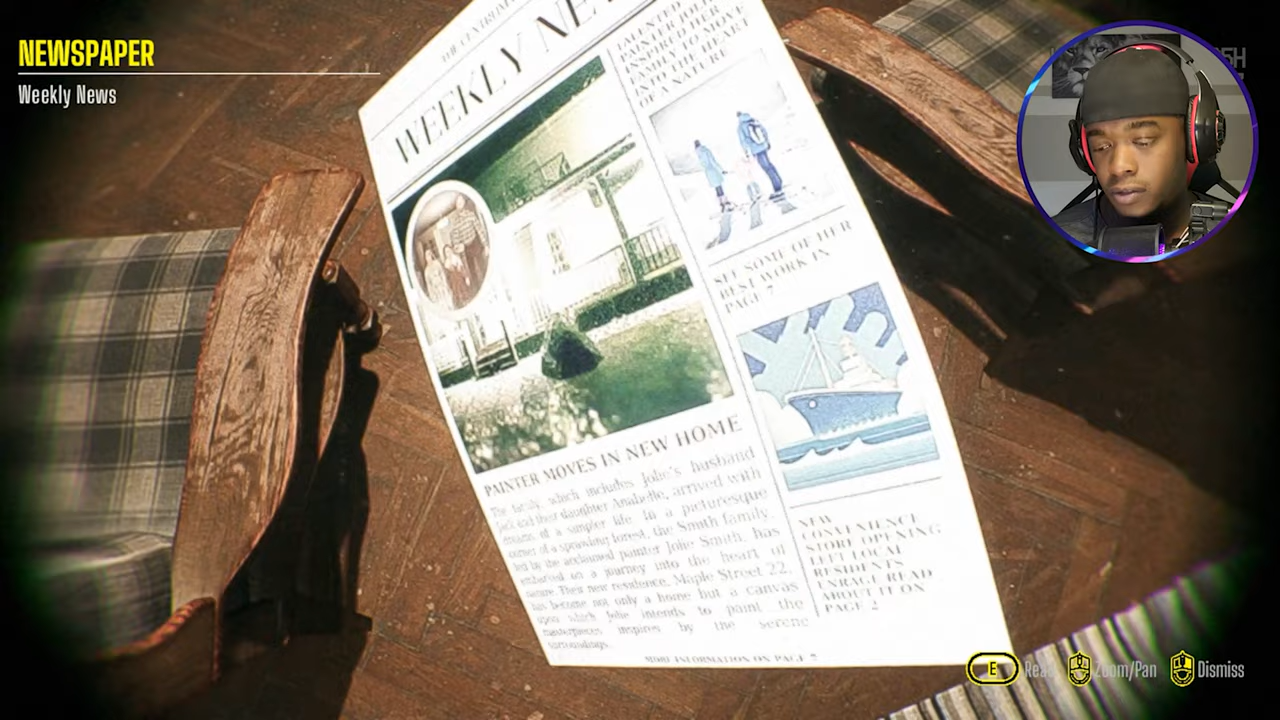 NEWSPAPER
Weekly News
WEEKLY NE
TALENTED
PAINTER JOLIE
INSPIRED HER
FAMILY TO MOVE
INTO THE HEART
OF A NATURE
SEE SOME OF HER
BEST WORK IN
PAGE 7
PAINTER MOVES IN NEW HOME
The family, which includes Jolie's husband
Jack and their daughter Anabelle, arrived with
dreams of a simpler life. In a picturesque
corner of a sprawling forest, the Smith family,
led by the acclaimed painter Jolie Smith, has
embarked on a journey into the heart of
nature. Their new residence, Maple Street 22,
has become not only a home but a canvas
upon which Jolie intends to paint the
masterpieces inspires by the serene
surroundings.
MORE INFORMATION ON PAGE
NEW
CONVENIENCE
STORE OPENING
LEFT LOCAL
RESIDENTS
ENRAGE READ
ABOUT IT ON
PAGE 2
E Read Zoom/Pan Dismiss